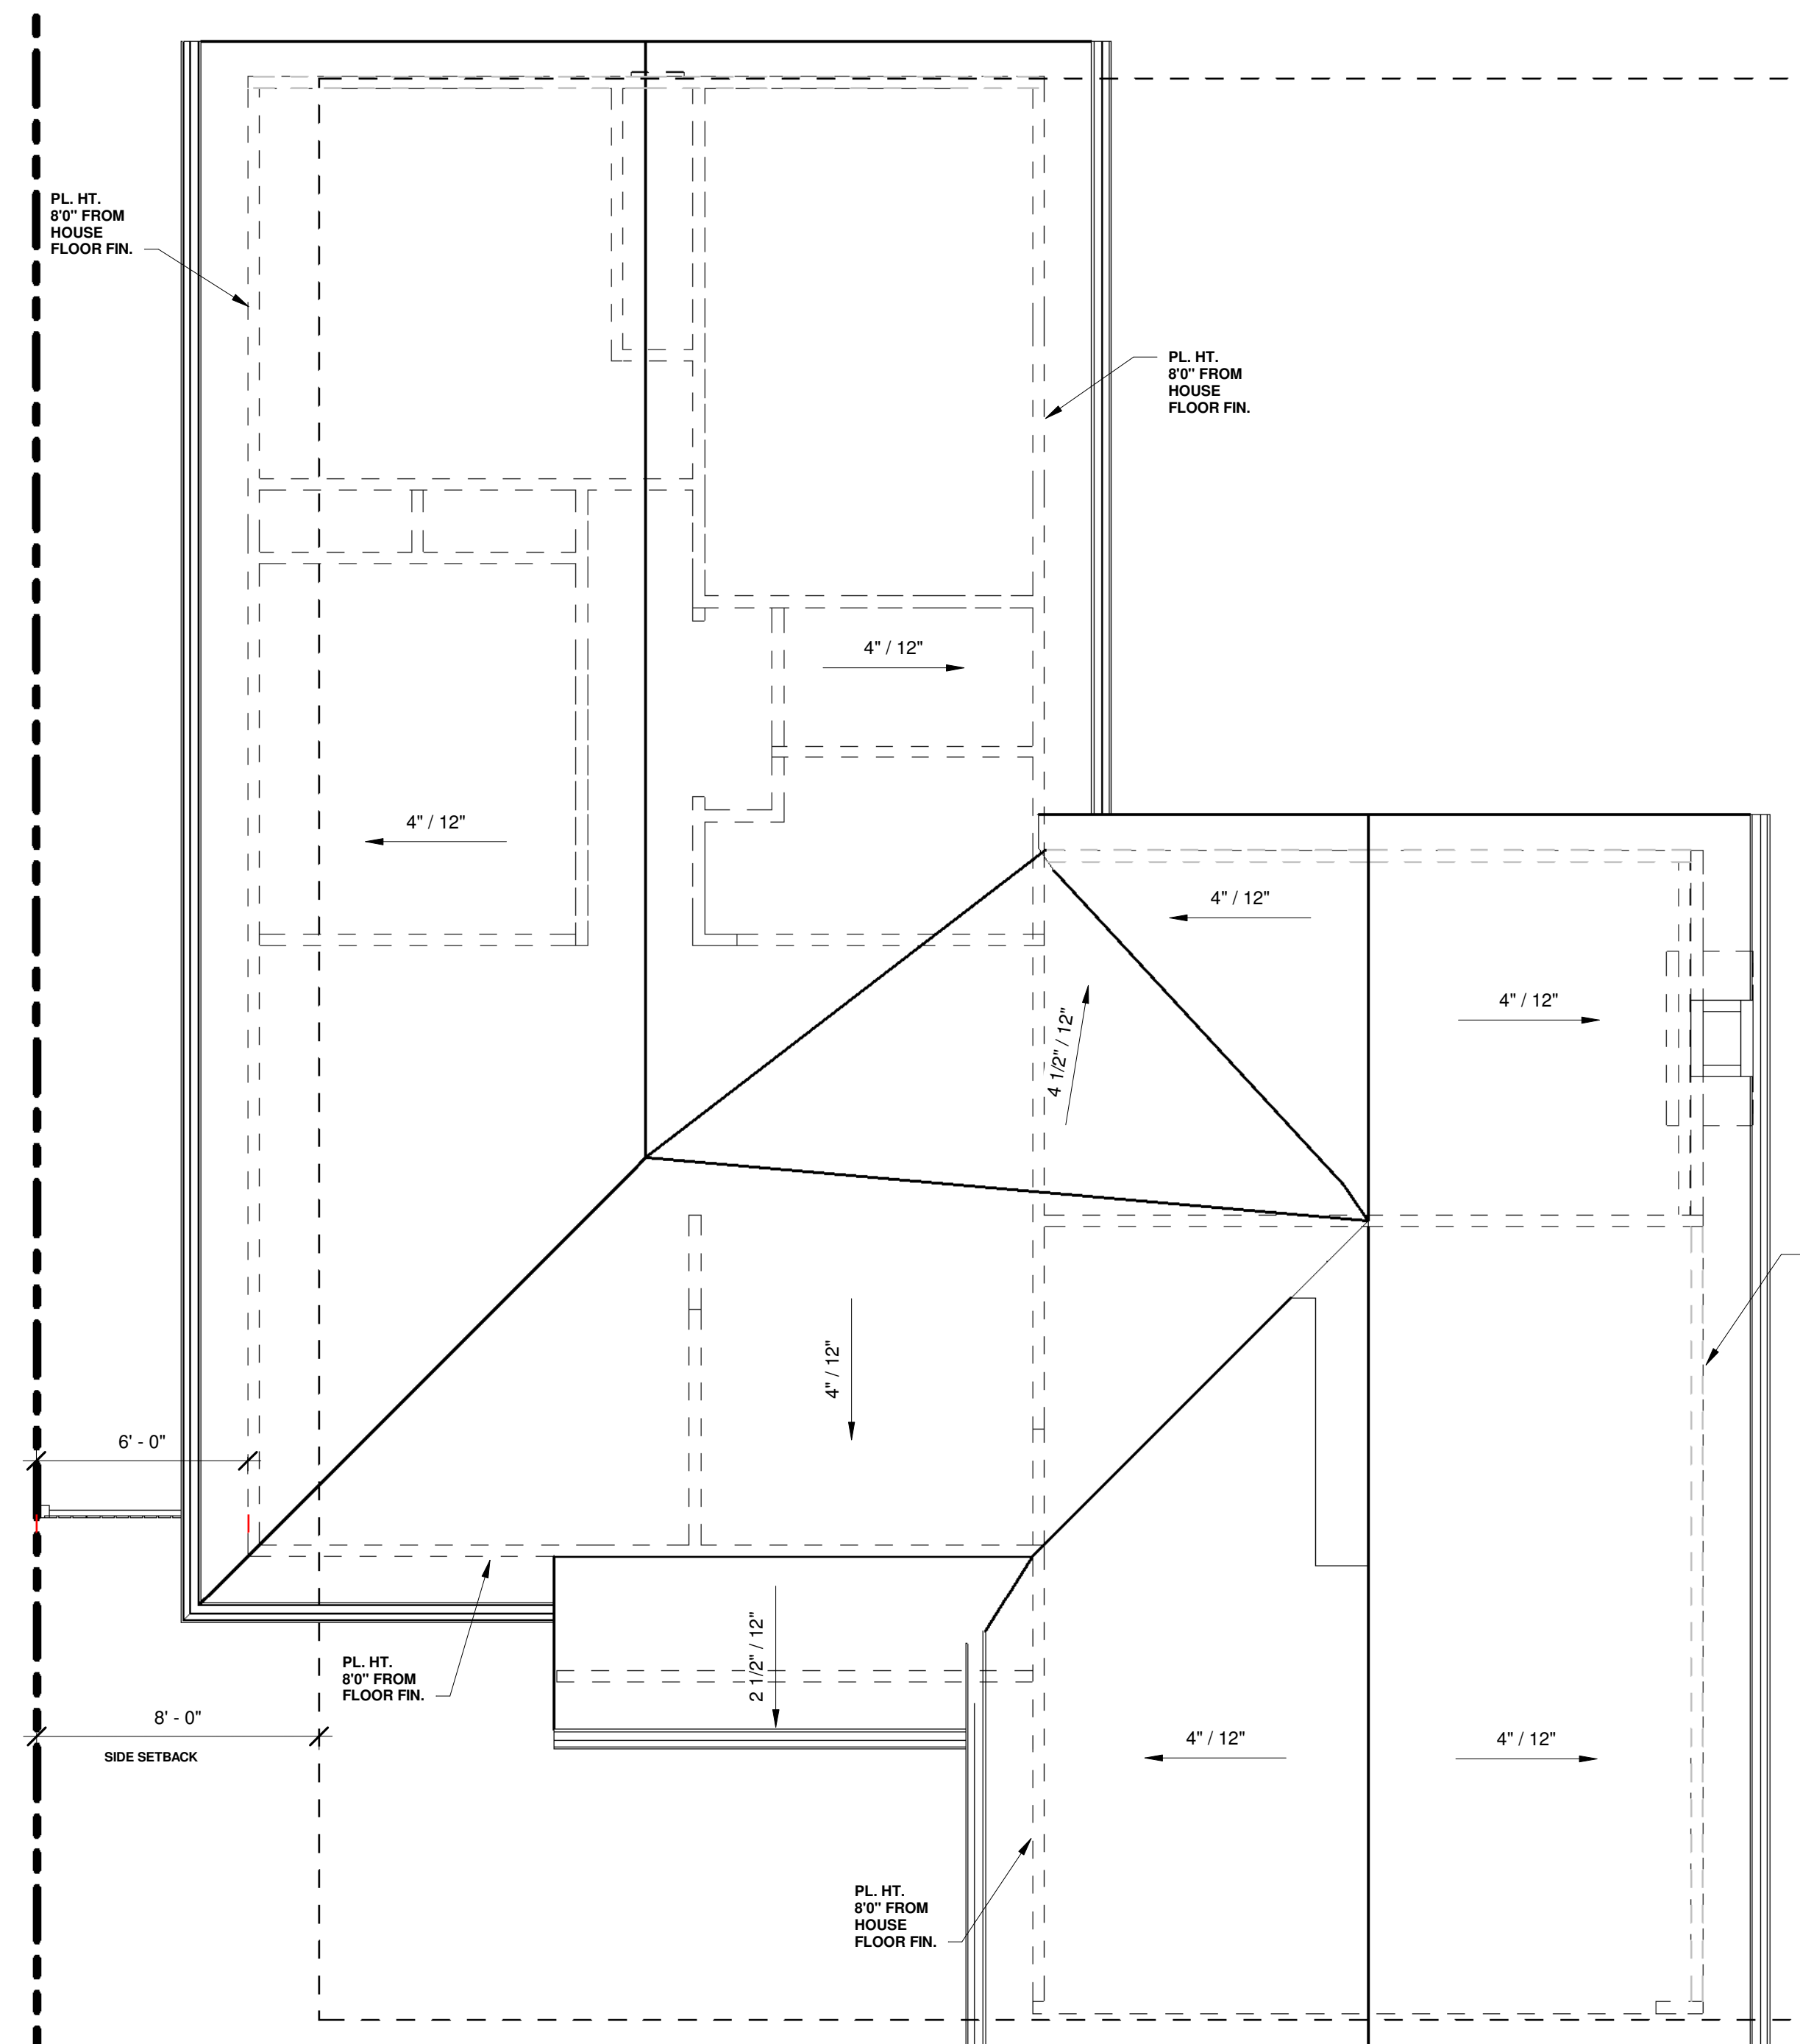 PL. HT.
8'0" FROM
HOUSE
FLOOR FIN.
PL. HT.
8'0" FROM
HOUSE
FLOOR FIN.
4" / 12"
4" / 12"
4" / 12"
4" / 12"
4 1/2" / 12"
4" / 12"
6' - 0"
2 1/2" / 12"
PL. HT.
8'0" FROM
FLOOR FIN.
8' - 0"
SIDE SETBACK
4" / 12"
4" / 12"
PL. HT.
8'0" FROM
HOUSE
FLOOR FIN.